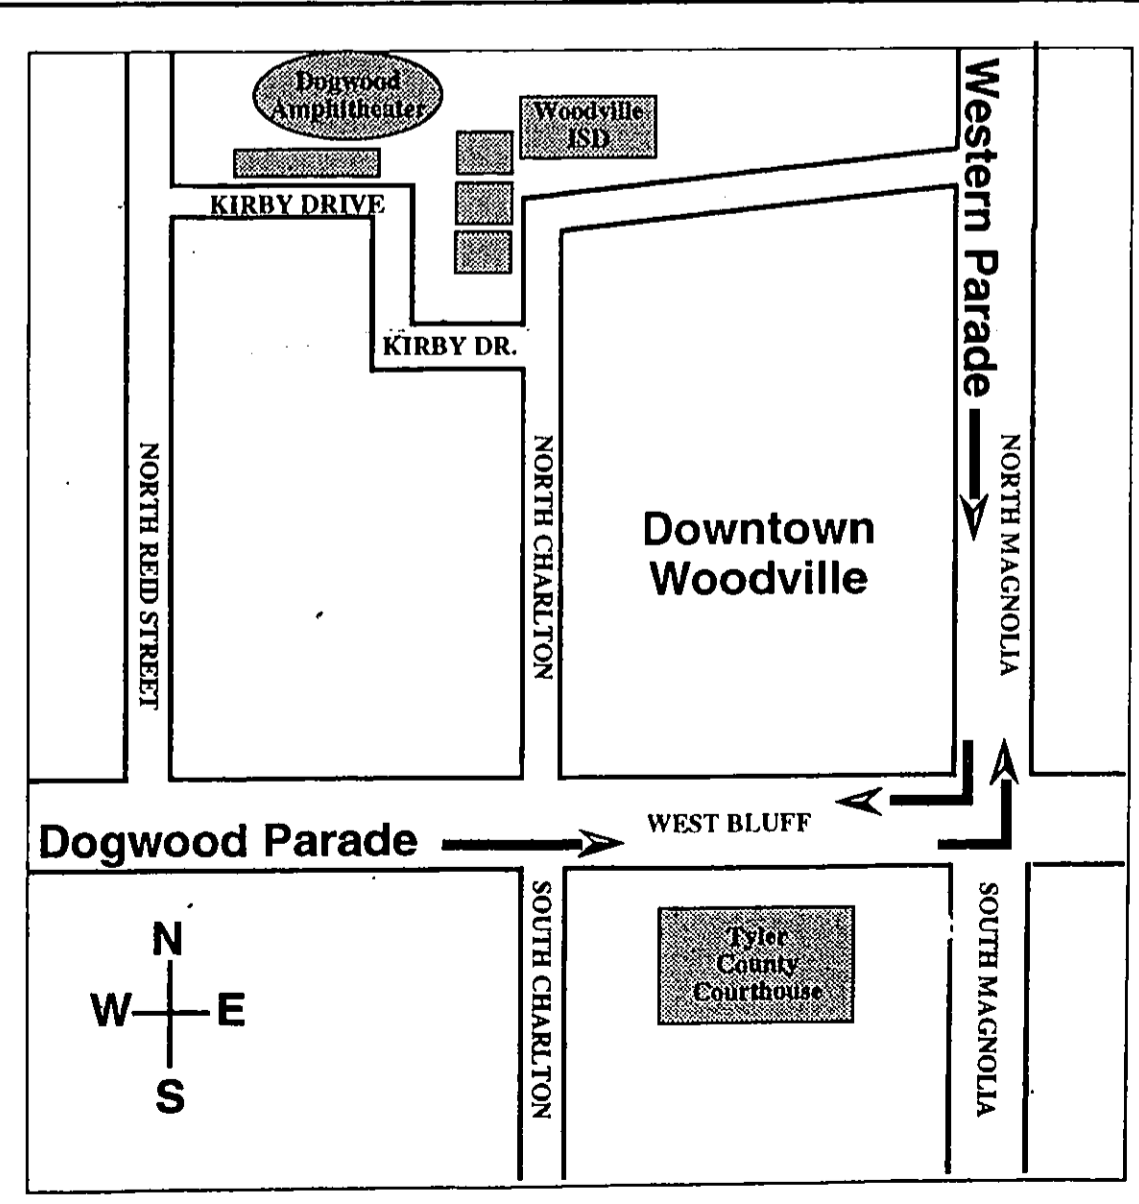 Dogwood
Amphitheater
Woodville
ISD
Western Parade
KIRBY DRIVE
KIRBY DR.
NORTH REID STREET
NORTH CHARLTON
NORTH MAGNOLIA
Downtown
Woodville
WEST BLUFF
Dogwood Parade
SOUTH CHARLTON
Tyler
County
Courthouse
SOUTH MAGNOLIA
N
W E
S